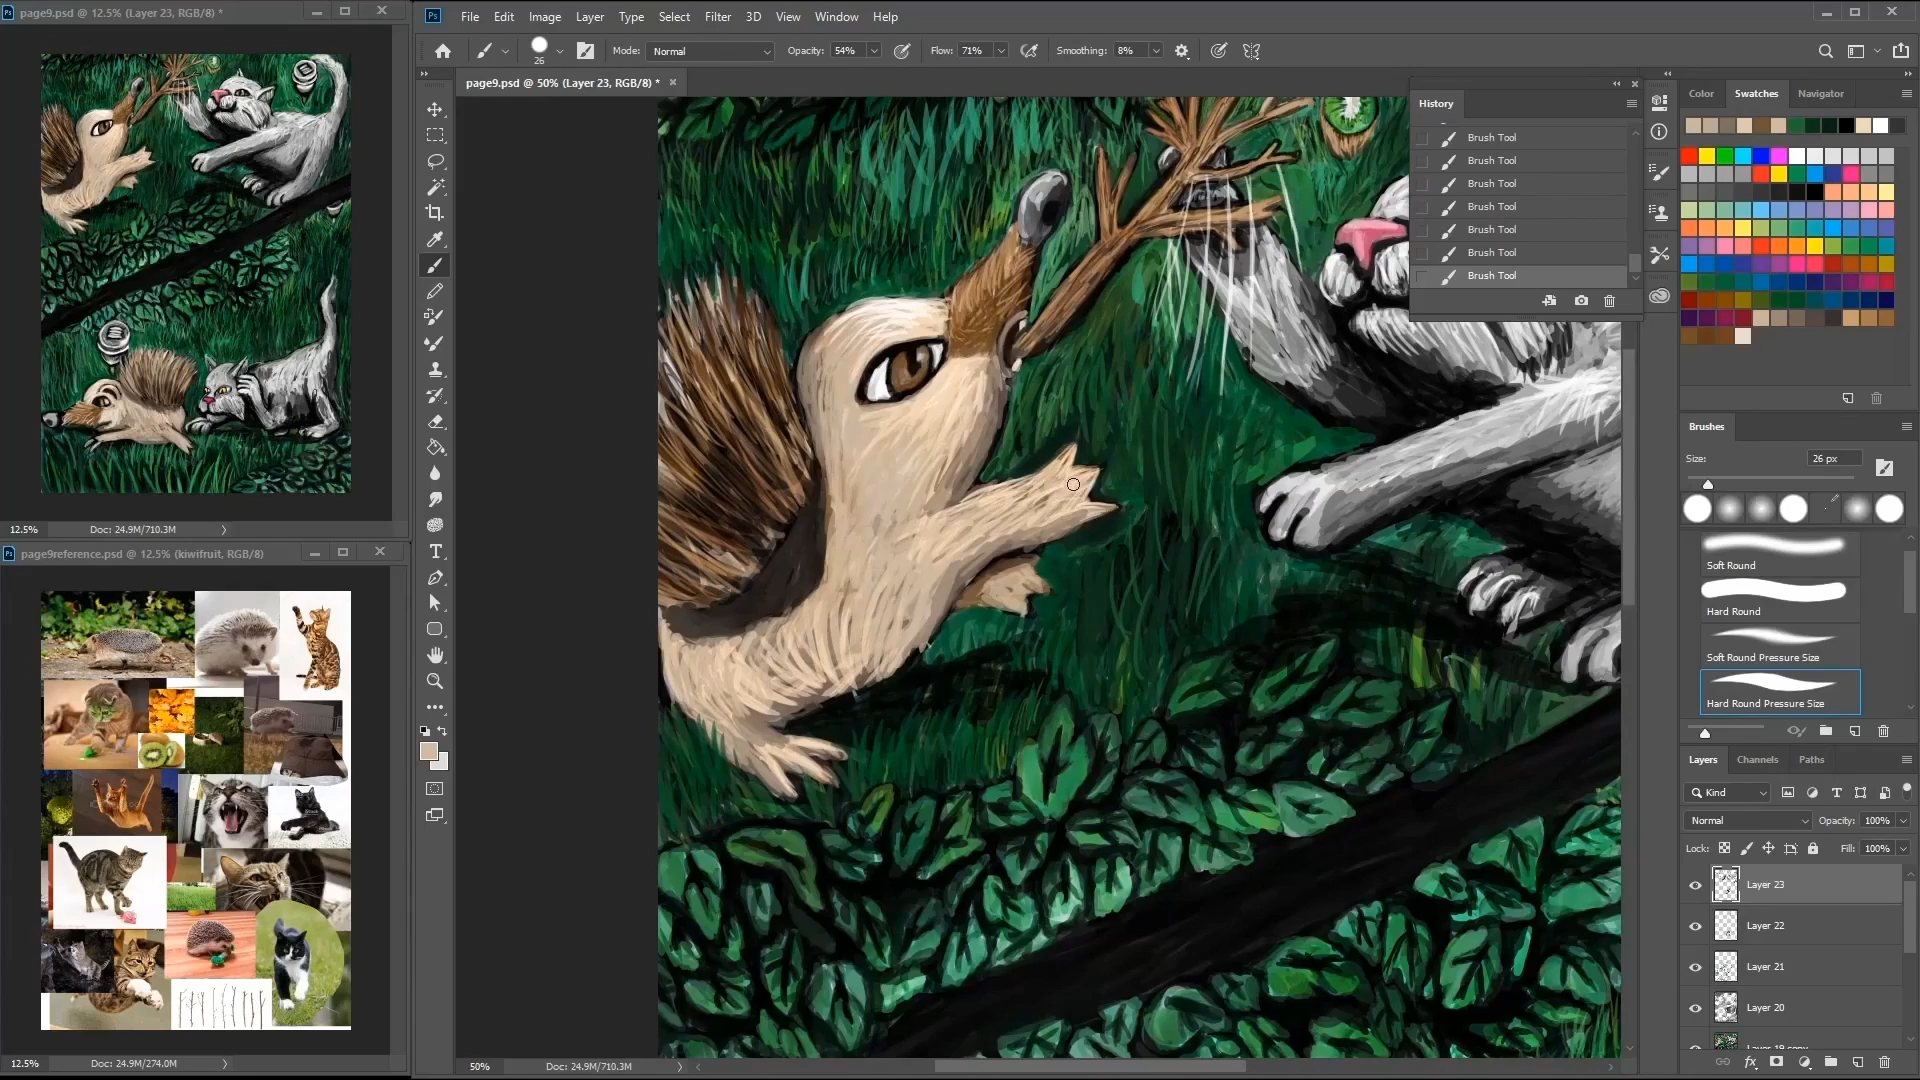 page9.psd @ 12.5% (Layer 23, RGB/8) *
File Edit Image Layer Type Select Filter 3D View Window Help
26 Mode: Normal Opacity: 54% Flow: 71% Smoothing: 8%
page9.psd @ 50% (Layer 23, RGB/8) *
History
Brush Tool
Brush Tool
Brush Tool
Brush Tool
Brush Tool
Brush Tool
Brush Tool
Color Swatches Navigator
Brushes
Size: 26 px
Soft Round
Hard Round
Soft Round Pressure Size
Hard Round Pressure Size
Layers Channels Paths
Kind
Normal Opacity: 100%
Lock: Fill: 100%
Layer 23
Layer 22
Layer 21
Layer 20
Layer 19 copy
12.5% Doc: 24.9M/710.3M
page9reference.psd @ 12.5% (kiwifruit, RGB/8)
12.5% Doc: 24.9M/274.0M
50% Doc: 24.9M/710.3M